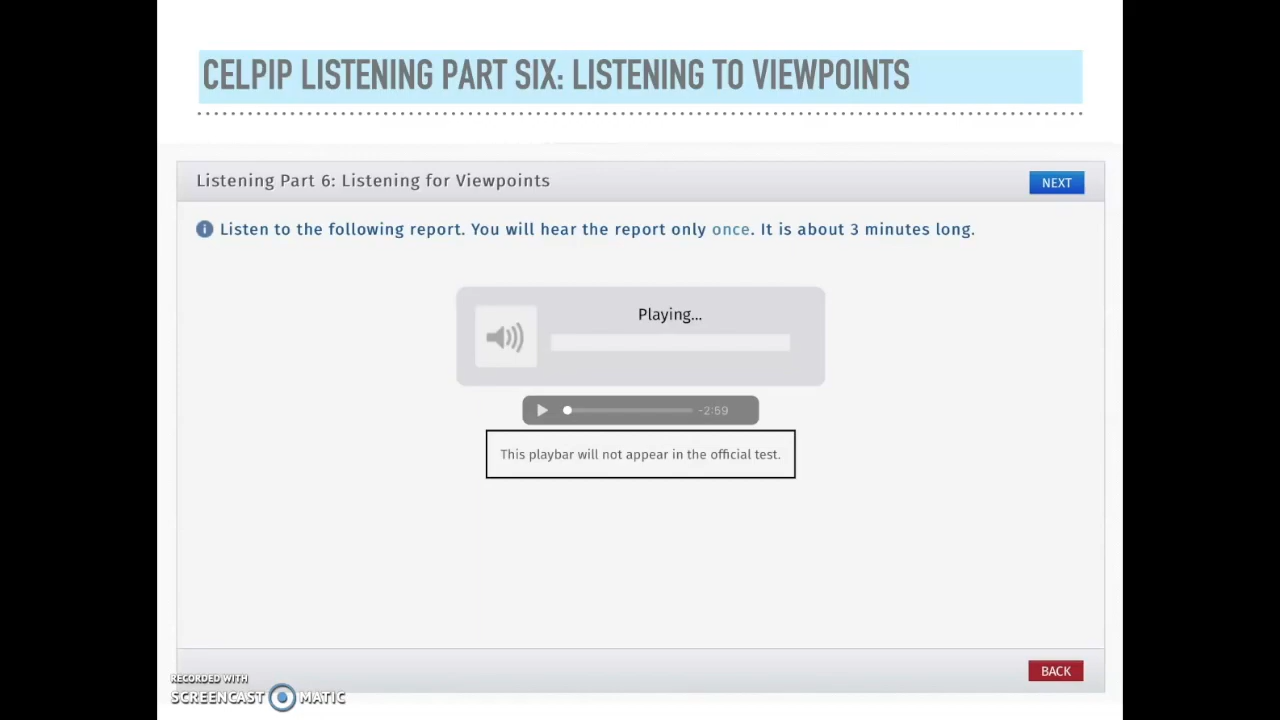 CELPIP LISTENING PART SIX: LISTENING TO VIEWPOINTS
Listening Part 6: Listening for Viewpoints
NEXT
Listen to the following report. You will hear the report only once. It is about 3 minutes long.
Playing...
-2:59
This playbar will not appear in the official test.
BACK
RECORDED WITH
SCREENCAST MATIC